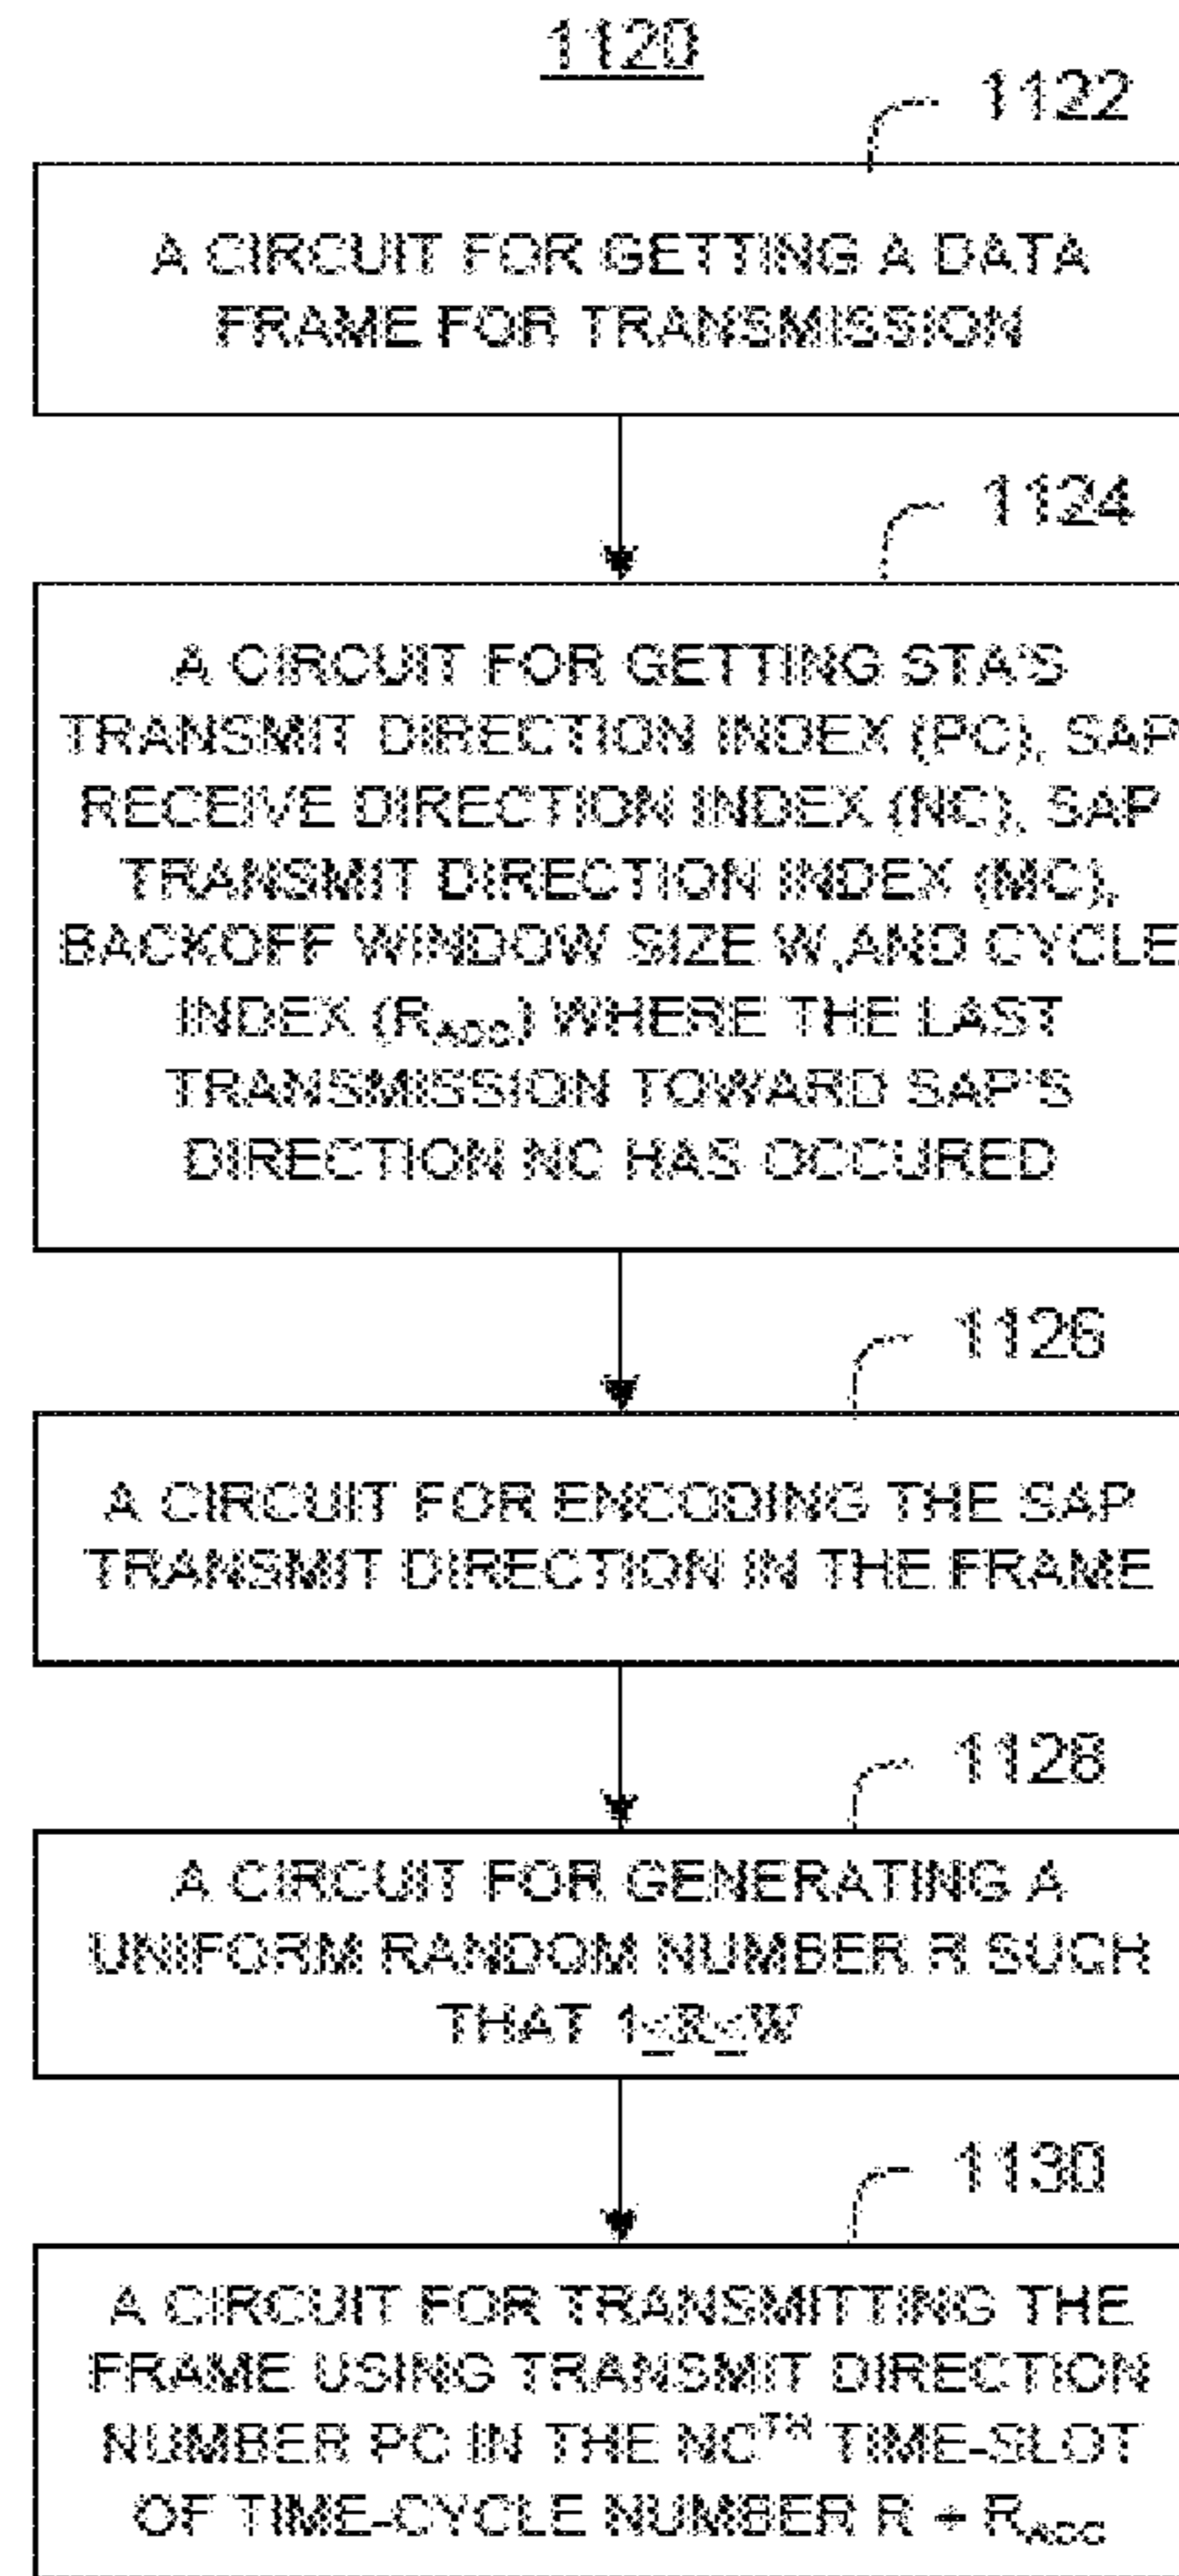 1120
1122
A CIRCUIT FOR GETTING A DATA
FRAME FOR TRANSMISSION
1124
A CIRCUIT FOR GETTING STA'S
TRANSMIT DIRECTION INDEX (PC), SAP
RECEIVE DIRECTION INDEX (NC), SAP
TRANSMIT DIRECTION INDEX (MC),
BACKOFF WINDOW SIZE W,AND CYCLE
INDEX (R_ACC) WHERE THE LAST
TRANSMISSION TOWARD SAP'S
DIRECTION NC HAS OCCURED
1126
A CIRCUIT FOR ENCODING THE SAP
TRANSMIT DIRECTION IN THE FRAME
1128
A CIRCUIT FOR GENERATING A
UNIFORM RANDOM NUMBER R SUCH
THAT 1≤R≤W
1130
A CIRCUIT FOR TRANSMITTING THE
FRAME USING TRANSMIT DIRECTION
NUMBER PC IN THE NC^TH TIME-SLOT
OF TIME-CYCLE NUMBER R + R_ACC